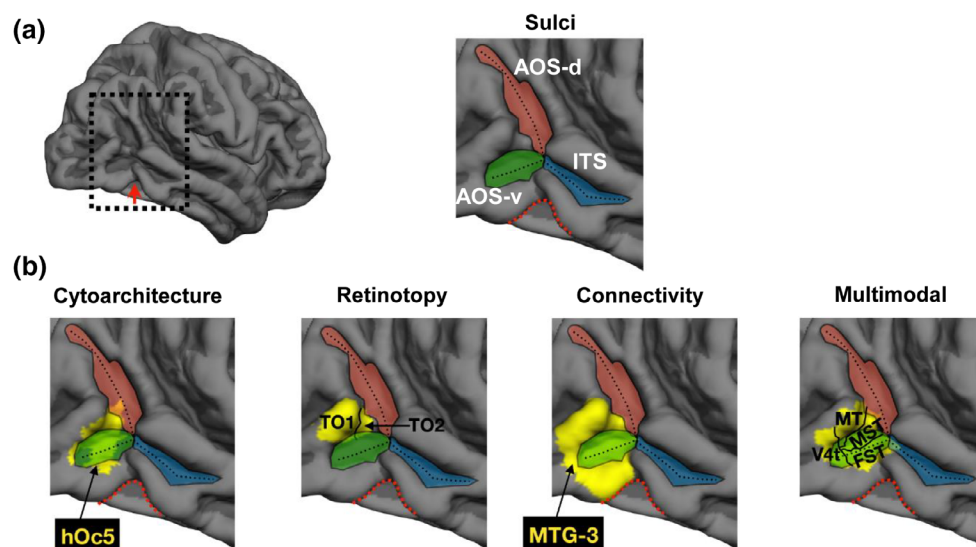 (a)
Sulci
AOS-d
ITS
AOS-v
(b)
Cytoarchitecture
Retinotopy
Connectivity
Multimodal
hOc5
TO1
TO2
MTG-3
MT
MST
V4t
FST